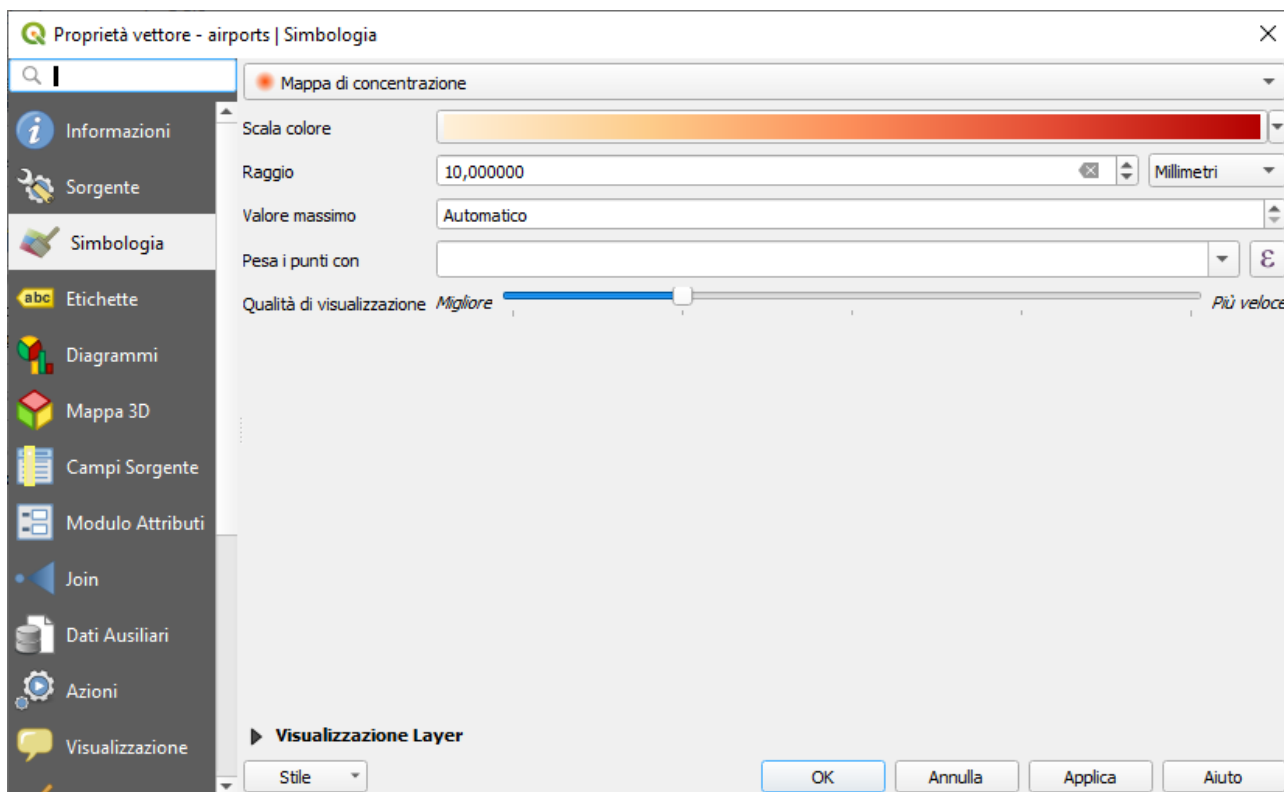 Proprietà vettore - airports | Simbologia
Informazioni
Sorgente
Simbologia
abc Etichette
Diagrammi
Mappa 3D
Campi Sorgente
Modulo Attributi
Join
Dati Ausiliari
Azioni
Visualizzazione
Mappa di concentrazione
Scala colore
Raggio 10,000000 Millimetri
Valore massimo Automatico
Pesa i punti con ε
Qualità di visualizzazione Migliore Più veloce
Visualizzazione Layer
Stile OK Annulla Applica Aiuto